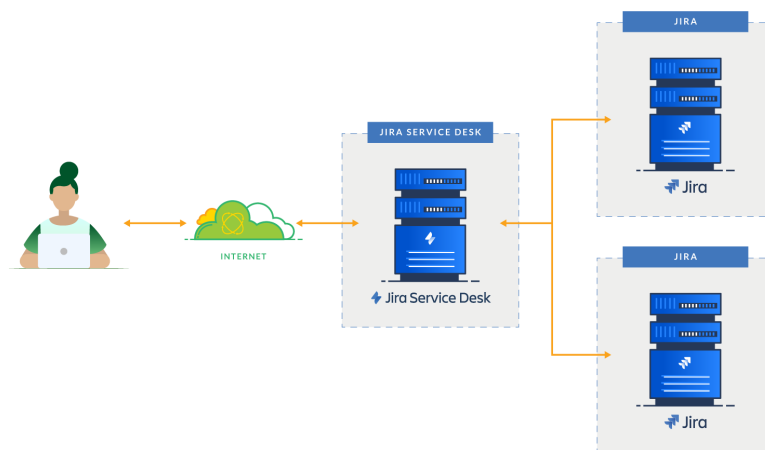 JIRA
Jira
JIRA SERVICE DESK
Jira Service Desk
INTERNET
JIRA
Jira